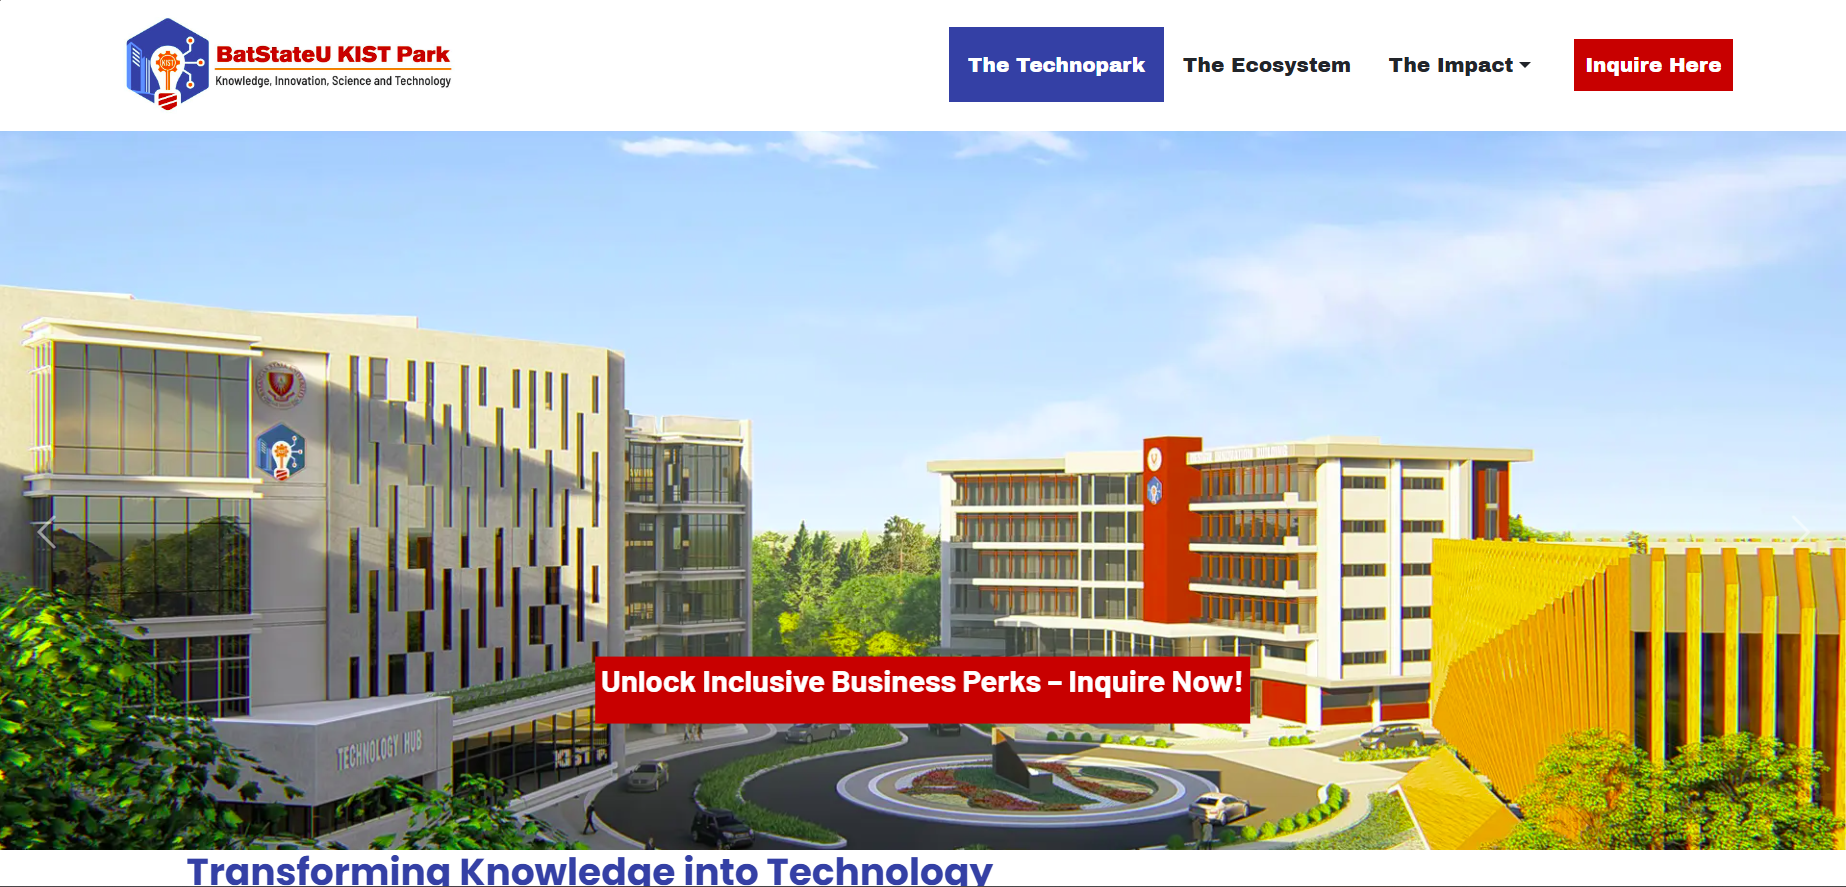 BatStateU KIST Park
Knowledge, Innovation, Science and Technology
KIST
The Technopark
The Ecosystem
The Impact
Inquire Here
TECHNOLOGY HUB
Unlock Inclusive Business Perks – Inquire Now!
Transforming Knowledge into Technology